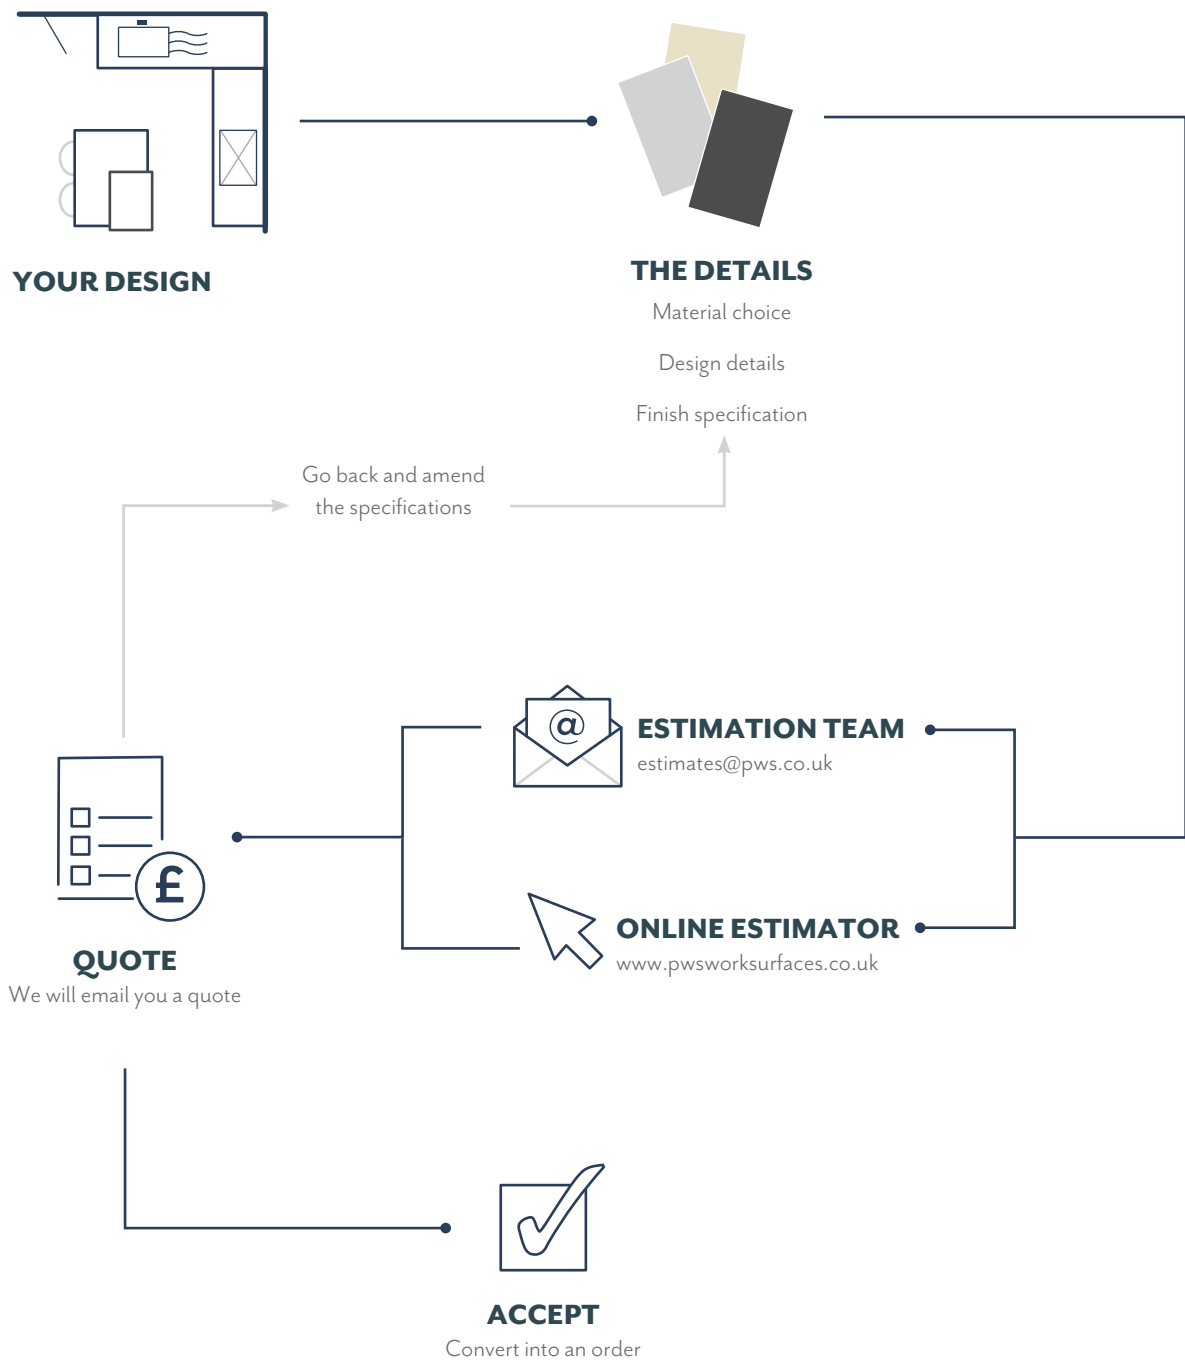 YOUR DESIGN
THE DETAILS
Material choice
Design details
Finish specification
Go back and amend
the specifications
@
ESTIMATION TEAM
estimates@pws.co.uk
£
ONLINE ESTIMATOR
www.pwsworksurfaces.co.uk
QUOTE
We will email you a quote
ACCEPT
Convert into an order